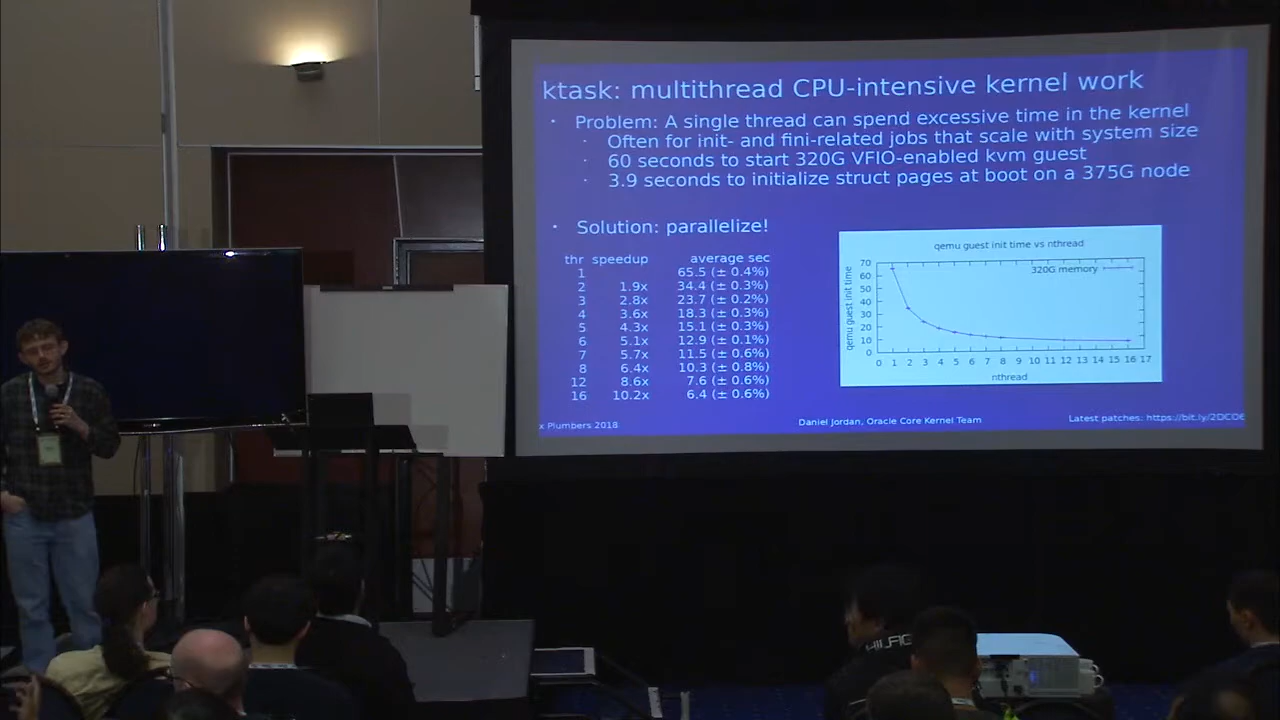 ktask: multithread CPU-intensive kernel work
· Problem: A single thread can spend excessive time in the kernel
· Often for init- and fini-related jobs that scale with system size
· 60 seconds to start 320G VFIO-enabled kvm guest
· 3.9 seconds to initialize struct pages at boot on a 375G node
· Solution: parallelize!
thr speedup average sec
1 65.5 (± 0.4%)
2 1.9x 34.4 (± 0.3%)
3 2.8x 23.7 (± 0.2%)
4 3.6x 18.3 (± 0.3%)
5 4.3x 15.1 (± 0.3%)
6 5.1x 12.9 (± 0.1%)
7 5.7x 11.5 (± 0.6%)
8 6.4x 10.3 (± 0.8%)
12 8.6x 7.6 (± 0.6%)
16 10.2x 6.4 (± 0.6%)
qemu guest init time vs nthread
320G memory
qemu guest init time
70
60
50
40
30
20
10
0
0 1 2 3 4 5 6 7 8 9 10 11 12 13 14 15 16 17
nthread
x Plumbers 2018
Daniel Jordan, Oracle Core Kernel Team
Latest patches: https://bit.ly/2DCO